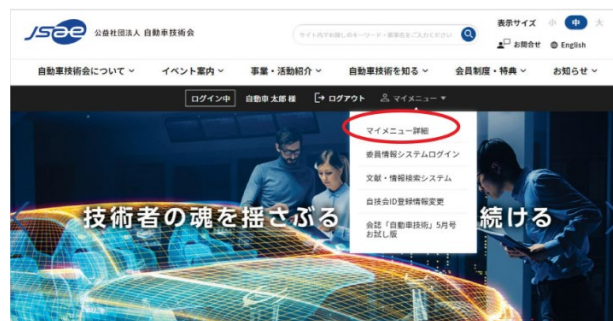 JSAE 公益社団法人 自動車技術会
サイト内でお探しのキーワード・事業名をご入力ください
表示サイズ 小 中 大
お問合せ English
自動車技術会について イベント案内 事業・活動紹介 自動車技術を知る 会員制度・特典 お知らせ
ログイン中 自動車 太郎 様 ログアウト マイメニュー
マイメニュー詳細
委員情報システムログイン
文献・情報検索システム
自技会ID登録情報変更
会誌「自動車技術」5月号
お試し版
技術者の魂を揺さぶる 続ける